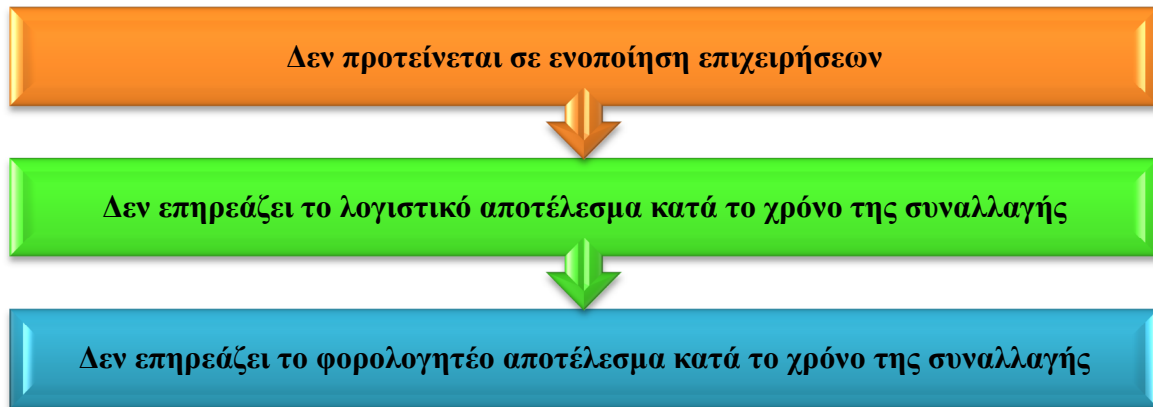 Δεν προτείνεται σε ενοποίηση επιχειρήσεων
Δεν επηρεάζει το λογιστικό αποτέλεσμα κατά το χρόνο της συναλλαγής
Δεν επηρεάζει το φορολογητέο αποτέλεσμα κατά το χρόνο της συναλλαγής